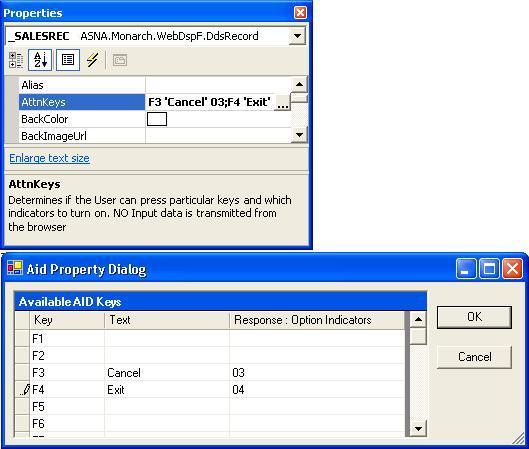 Properties
_SALESREC ASNA.Monarch.WebDspF.DdsRecord
Alias
AttnKeys F3 'Cancel' 03;F4 'Exit' ...
BackColor
BackImageUrl
Enlarge text size
AttnKeys
Determines if the User can press particular keys and which
indicators to turn on. NO Input data is transmitted from
the browser
Aid Property Dialog
Available AID Keys
Key Text Response : Option Indicators
F1
F2
F3 Cancel 03
F4 Exit 04
F5
F6
OK
Cancel